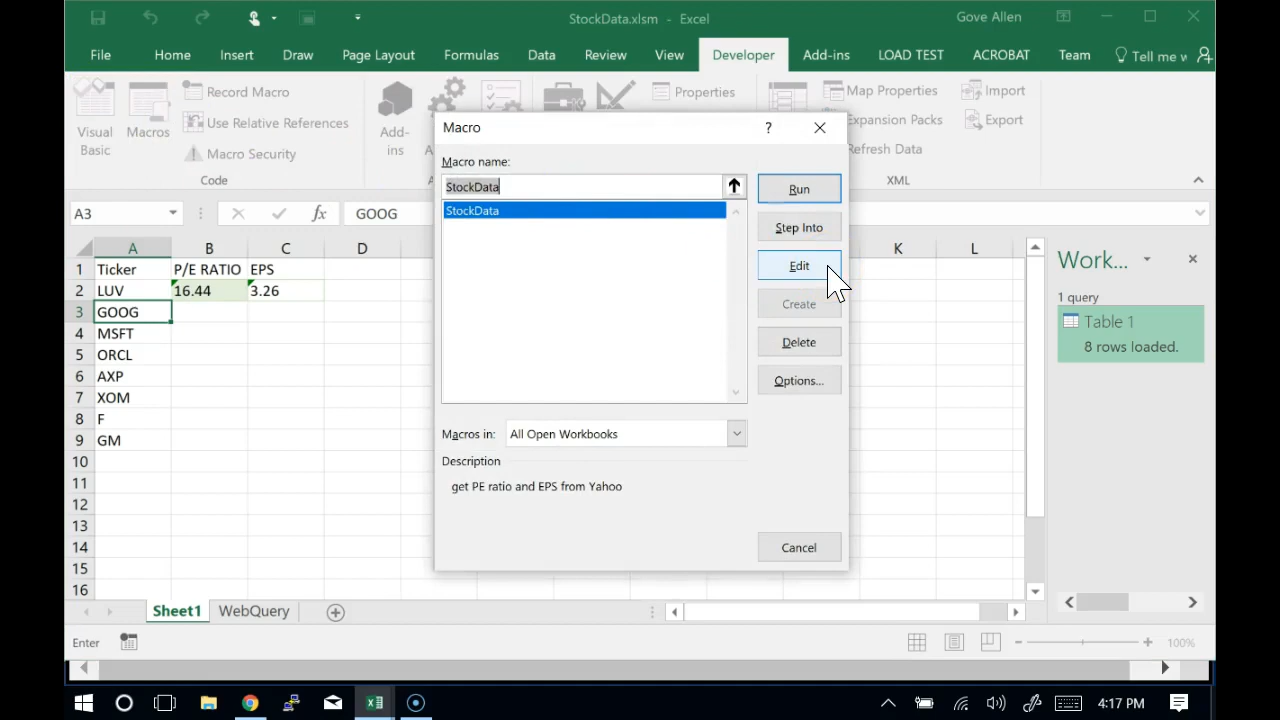 StockData.xlsm - Excel
Gove Allen
File Home Insert Draw Page Layout Formulas Data Review View Developer Add-ins LOAD TEST ACROBAT Team Tell me w
Visual Basic
Macros
Record Macro
Use Relative References
Macro Security
Code
Add-ins
Properties
Map Properties
Expansion Packs
Refresh Data
Import
Export
XML
Macro
?
Macro name:
StockData
StockData
Run
Step Into
Edit
Create
Delete
Options...
Macros in: All Open Workbooks
Description
get PE ratio and EPS from Yahoo
Cancel
A3 fx GOOG
A B C D K L
1 Ticker P/E RATIO EPS
2 LUV 16.44 3.26
3 GOOG
4 MSFT
5 ORCL
6 AXP
7 XOM
8 F
9 GM
10
11
12
13
14
15
16
Work...
1 query
Table 1
8 rows loaded.
Sheet1 WebQuery
Enter
100%
4:17 PM